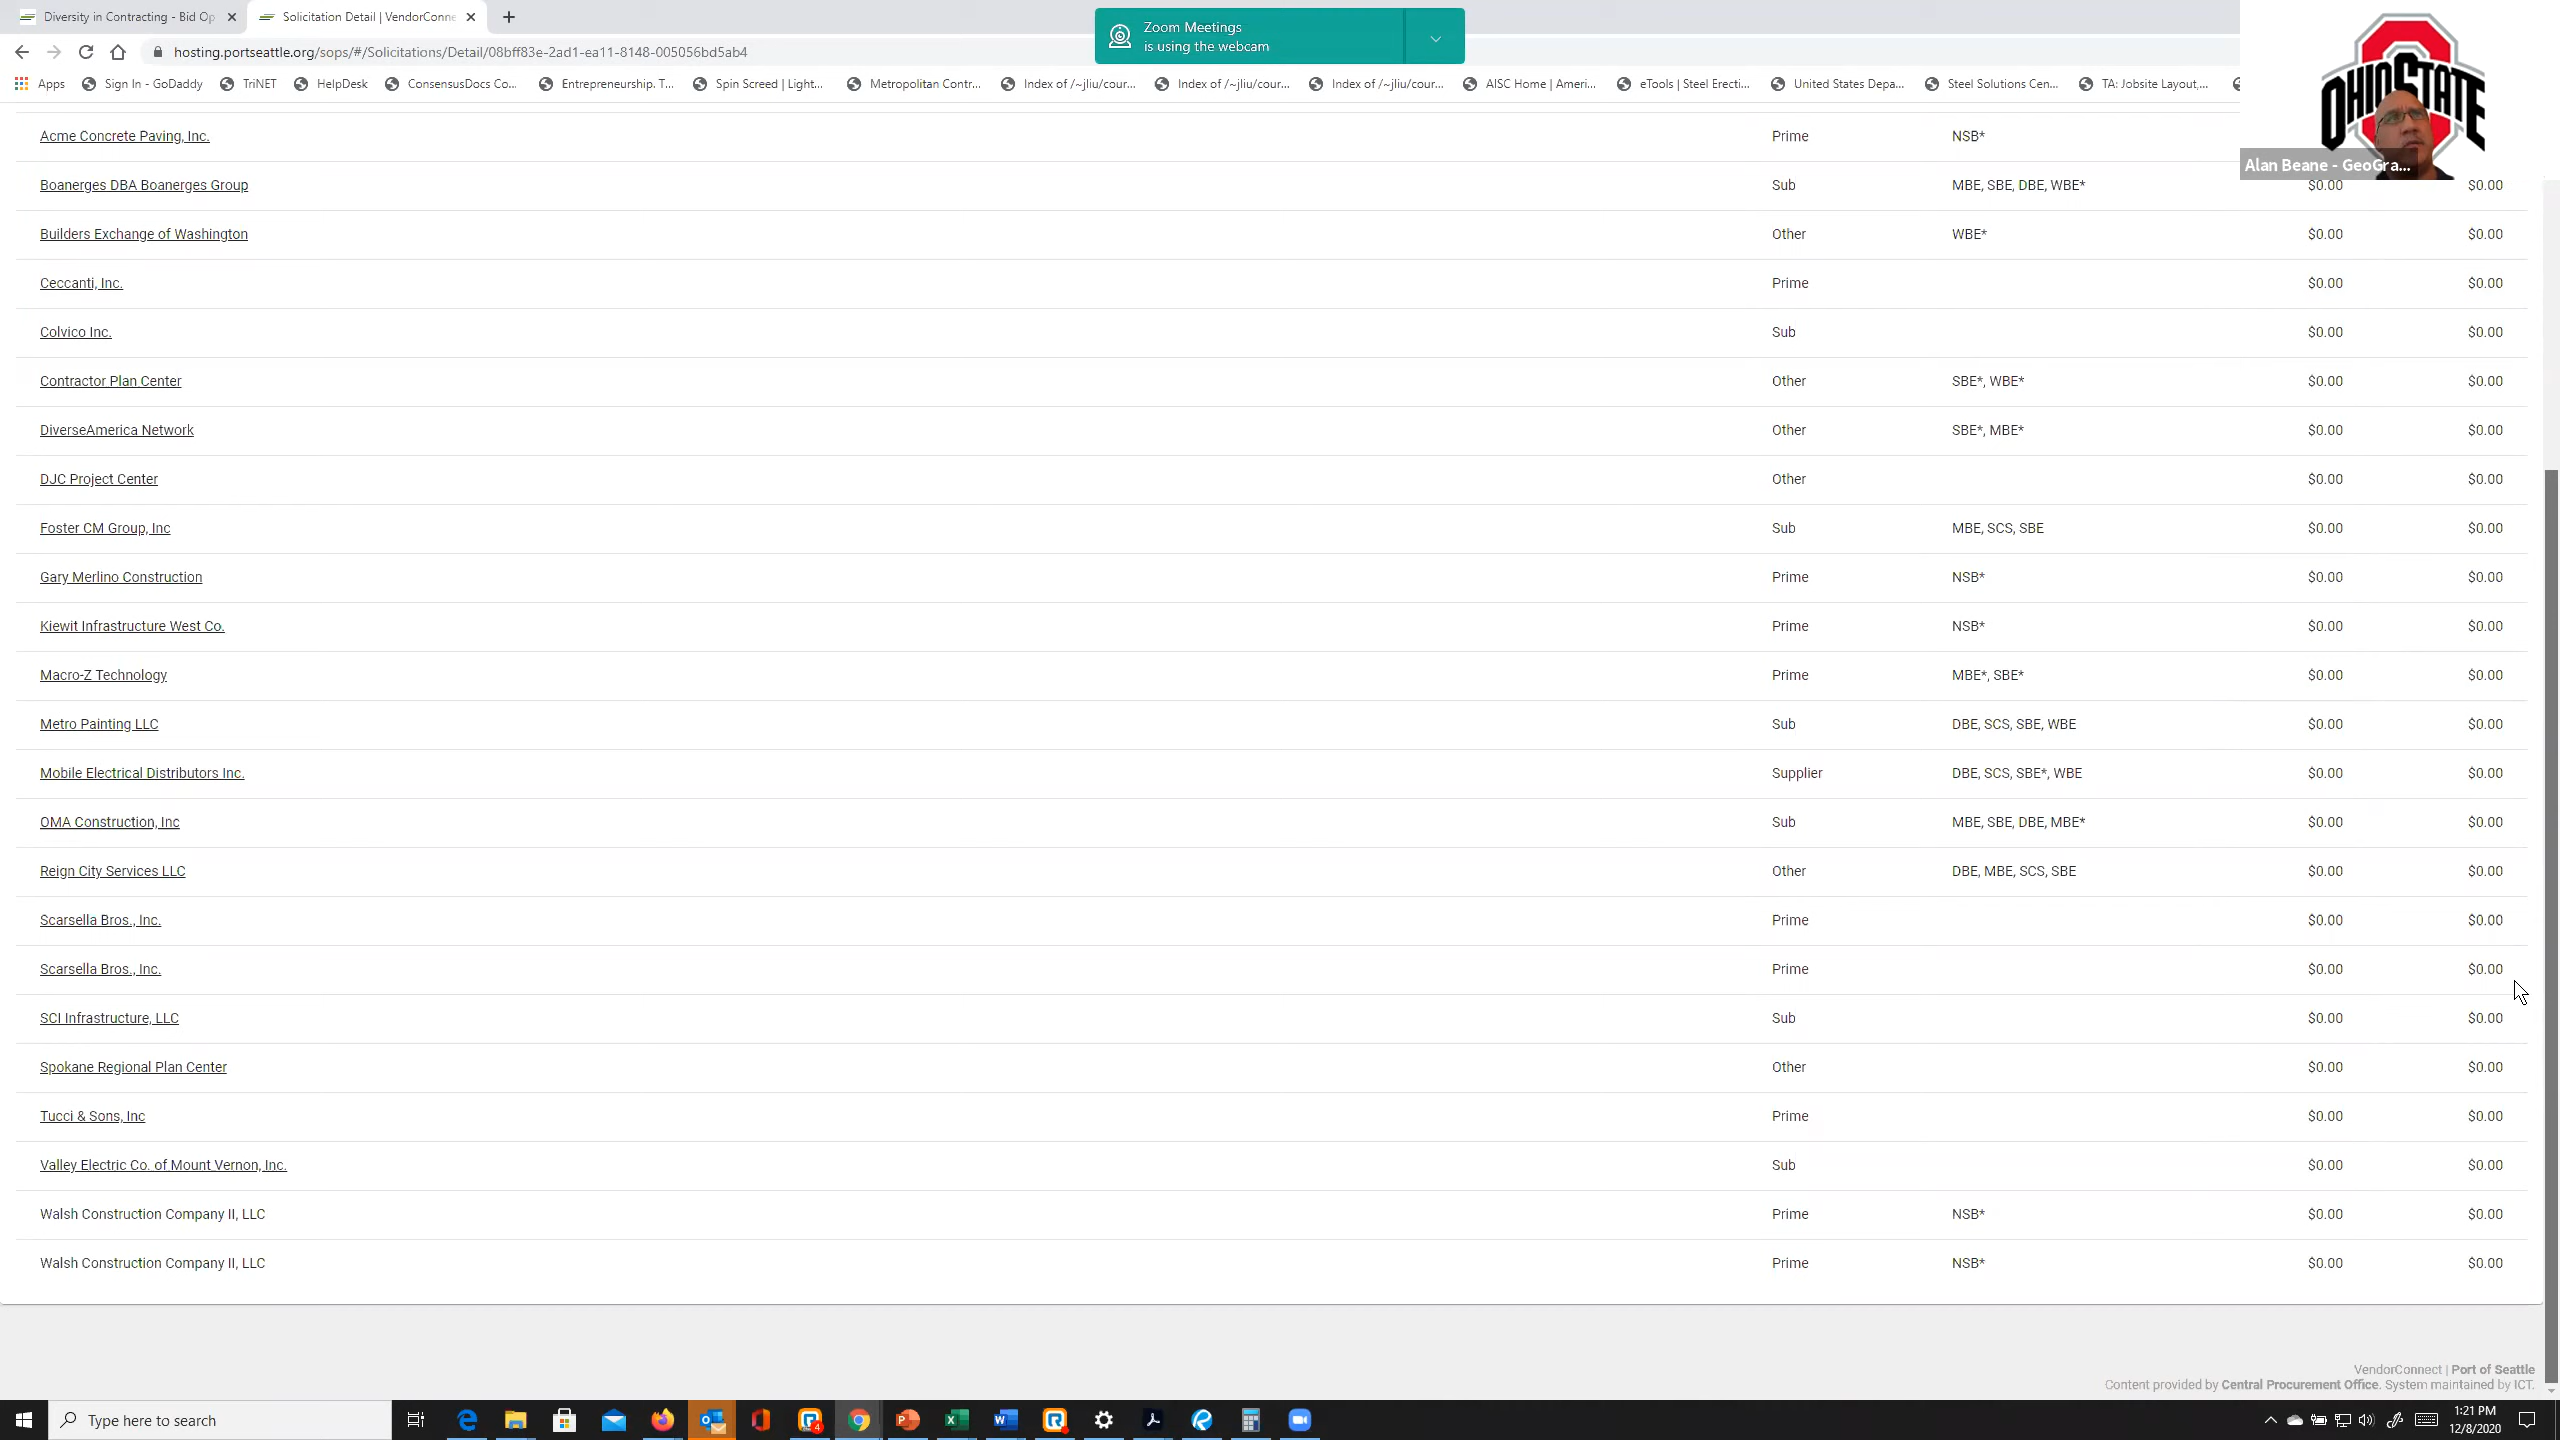 Diversity in Contracting - Bid Op
Solicitation Detail | VendorConne
Zoom Meetings
is using the webcam
hosting.portseattle.org/sops/#/Solicitations/Detail/08bff83e-2ad1-ea11-8148-005056bd5ab4
Apps Sign In - GoDaddy TriNET HelpDesk ConsensusDocs Co... Entrepreneurship. T... Spin Screed | Light... Metropolitan Contr... Index of /~jliu/cour... Index of /~jliu/cour... Index of /~jliu/cour... AISC Home | Ameri... eTools | Steel Erecti... United States Depa... Steel Solutions Cen... TA: Jobsite Layout,...
OHIO STATE
Alan Beane - GeoGra...
Acme Concrete Paving, Inc. Prime NSB*
Boanerges DBA Boanerges Group Sub MBE, SBE, DBE, WBE* $0.00 $0.00
Builders Exchange of Washington Other WBE* $0.00 $0.00
Ceccanti, Inc. Prime $0.00 $0.00
Colvico Inc. Sub $0.00 $0.00
Contractor Plan Center Other SBE*, WBE* $0.00 $0.00
DiverseAmerica Network Other SBE*, MBE* $0.00 $0.00
DJC Project Center Other $0.00 $0.00
Foster CM Group, Inc Sub MBE, SCS, SBE $0.00 $0.00
Gary Merlino Construction Prime NSB* $0.00 $0.00
Kiewit Infrastructure West Co. Prime NSB* $0.00 $0.00
Macro-Z Technology Prime MBE*, SBE* $0.00 $0.00
Metro Painting LLC Sub DBE, SCS, SBE, WBE $0.00 $0.00
Mobile Electrical Distributors Inc. Supplier DBE, SCS, SBE*, WBE $0.00 $0.00
OMA Construction, Inc Sub MBE, SBE, DBE, MBE* $0.00 $0.00
Reign City Services LLC Other DBE, MBE, SCS, SBE $0.00 $0.00
Scarsella Bros., Inc. Prime $0.00 $0.00
Scarsella Bros., Inc. Prime $0.00 $0.00
SCI Infrastructure, LLC Sub $0.00 $0.00
Spokane Regional Plan Center Other $0.00 $0.00
Tucci & Sons, Inc Prime $0.00 $0.00
Valley Electric Co. of Mount Vernon, Inc. Sub $0.00 $0.00
Walsh Construction Company II, LLC Prime NSB* $0.00 $0.00
Walsh Construction Company II, LLC Prime NSB* $0.00 $0.00
VendorConnect | Port of Seattle
Content provided by Central Procurement Office. System maintained by ICT.
Type here to search
1:21 PM
12/8/2020